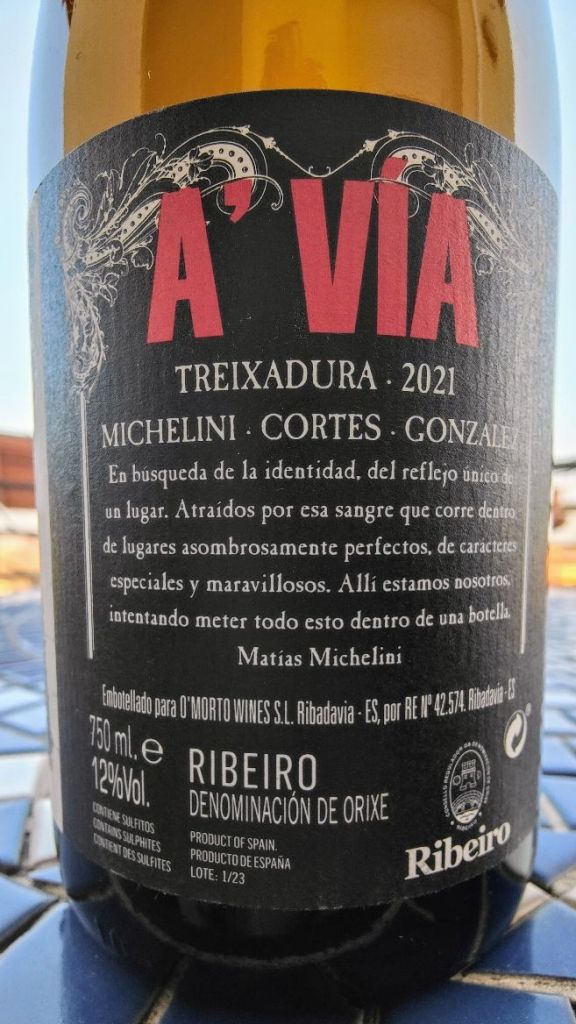 A'VÍA
TREIXADURA · 2021
MICHELINI · CORTES · GONZALEZ
En búsqueda de la identidad, del reflejo único de
un lugar. Atraídos por esa sangre que corre dentro
de lugares asombrosamente perfectos, de caracteres
especiales y maravillosos. Allí estamos nosotros,
intentando meter todo esto dentro de una botella.
Matías Michelini
Embotellado para O'MORTO WINES S.L. Ribadavia - ES, por RE Nº 42.574. Ribadavia - ES
750 ml. e
12%Vol.
CONTIENE SULFITOS
CONTAINS SULPHITES
CONTIENT DES SULFITES
RIBEIRO
DENOMINACIÓN DE ORIXE
PRODUCT OF SPAIN.
PRODUCTO DE ESPAÑA
LOTE: 1/23
Ribeiro